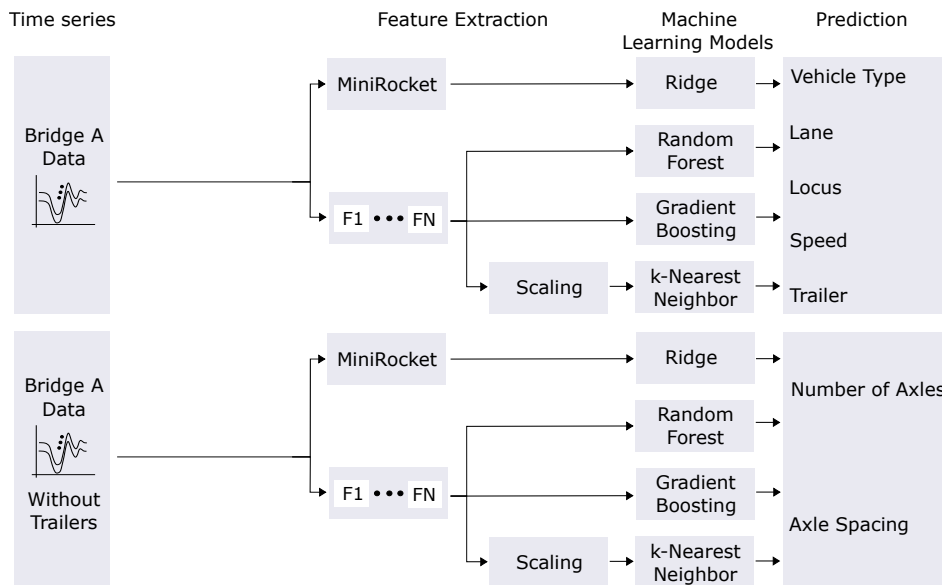 Time series
Feature Extraction
Machine
Learning Models
Prediction
Bridge A
Data
MiniRocket
F1 ••• FN
Scaling
Ridge
Random
Forest
Gradient
Boosting
k-Nearest
Neighbor
Vehicle Type
Lane
Locus
Speed
Trailer
Bridge A
Data
Without
Trailers
MiniRocket
F1 ••• FN
Scaling
Ridge
Random
Forest
Gradient
Boosting
k-Nearest
Neighbor
Number of Axles
Axle Spacing